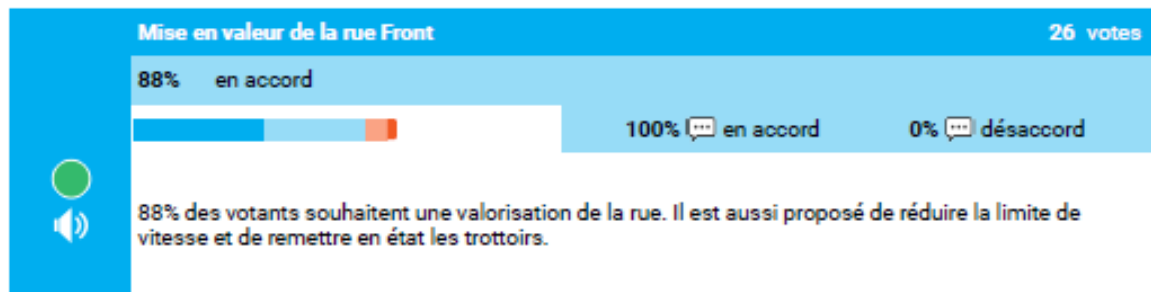 Mise en valeur de la rue Front 26 votes
88% en accord
100% en accord 0% désaccord
88% des votants souhaitent une valorisation de la rue. Il est aussi proposé de réduire la limite de
vitesse et de remettre en état les trottoirs.